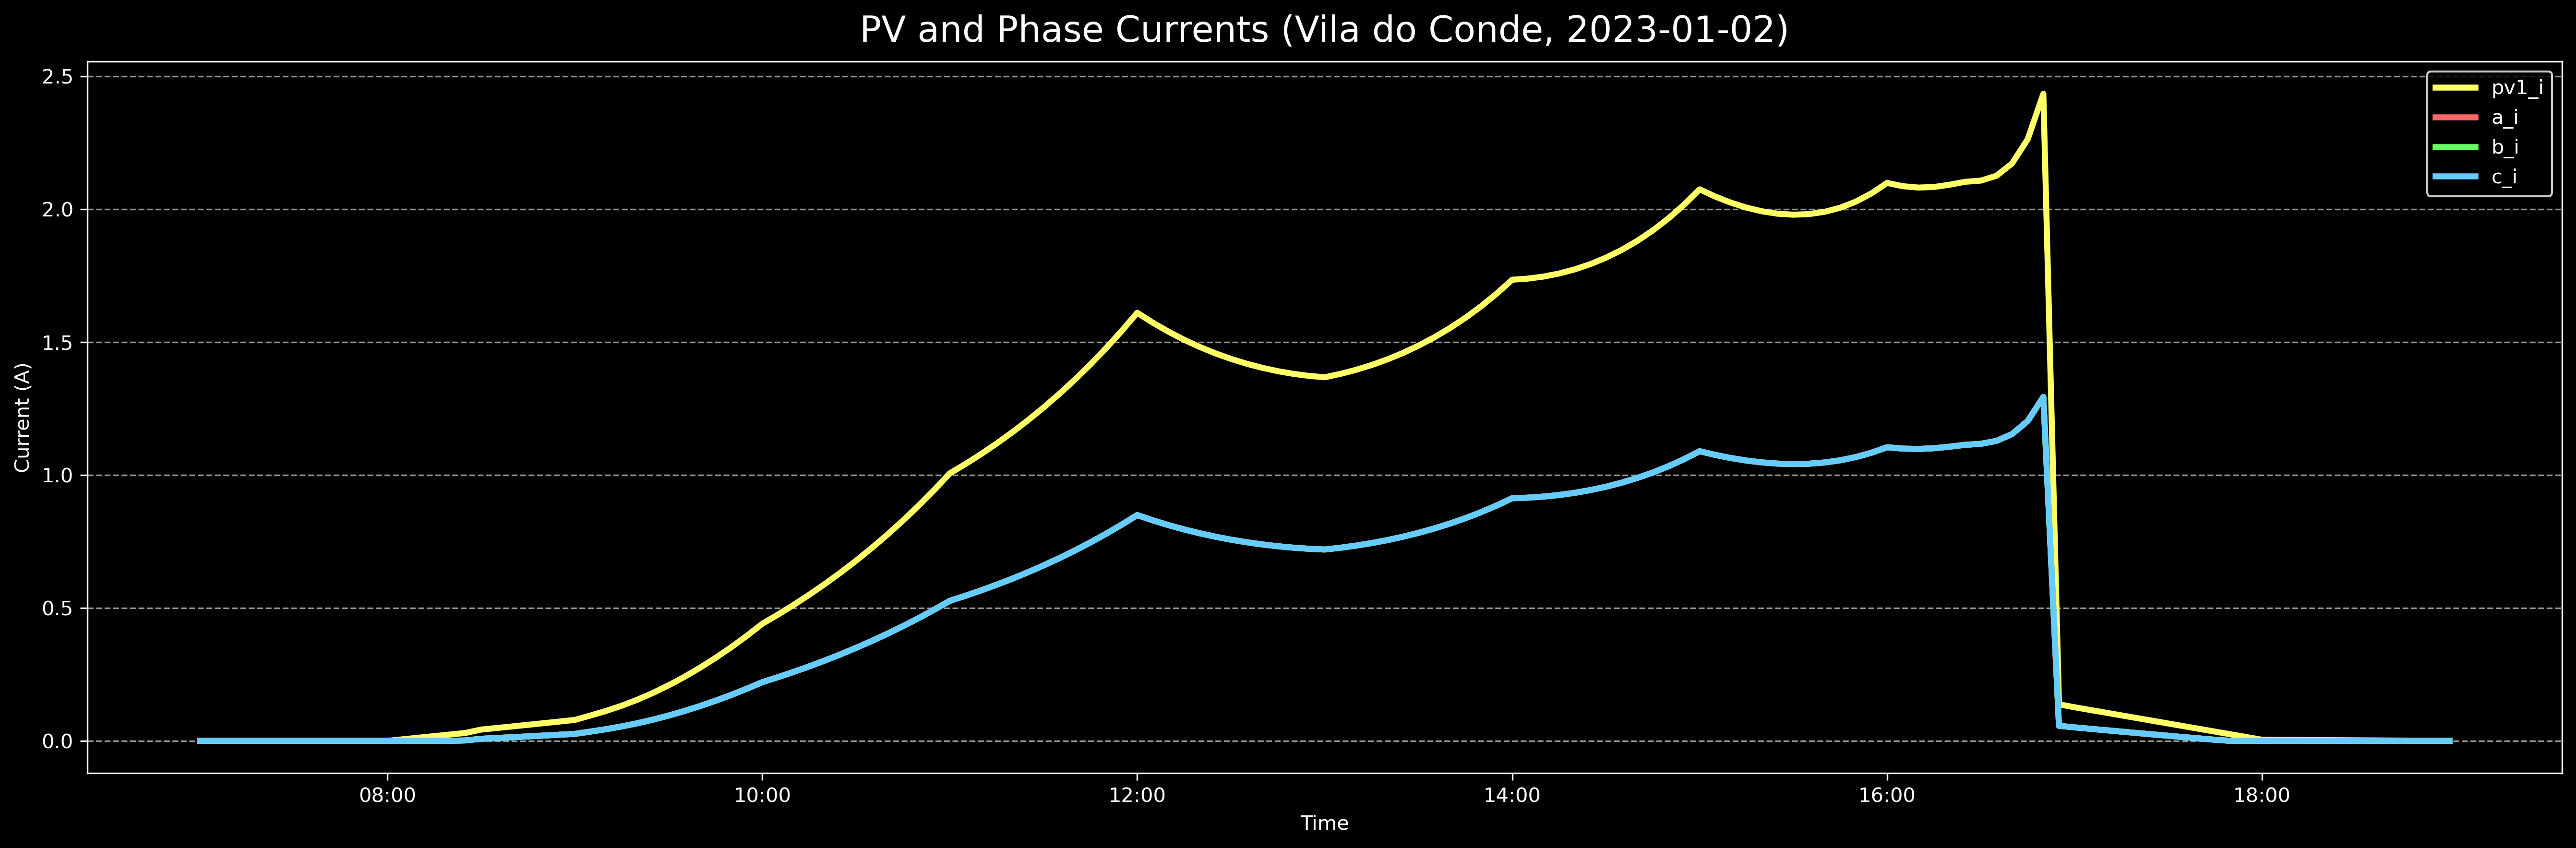 PV and Phase Currents (Vila do Conde, 2023-01-02)
2.5
2.0
1.5
1.0
0.5
0.0
Current (A)
pv1_i
a_i
b_i
c_i
08:00
10:00
12:00
14:00
16:00
18:00
Time